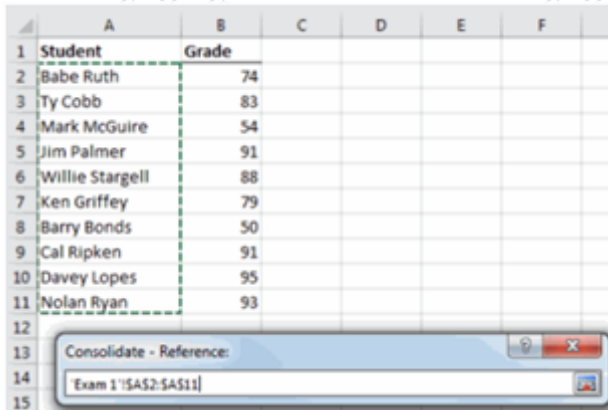 A B C D E F
1 Student Grade
2 Babe Ruth 74
3 Ty Cobb 83
4 Mark McGuire 54
5 Jim Palmer 91
6 Willie Stargell 88
7 Ken Griffey 79
8 Barry Bonds 50
9 Cal Ripken 91
10 Davey Lopes 95
11 Nolan Ryan 93
12
13
14
15
Consolidate - Reference:
'Exam 1'!$A$2:$A$11